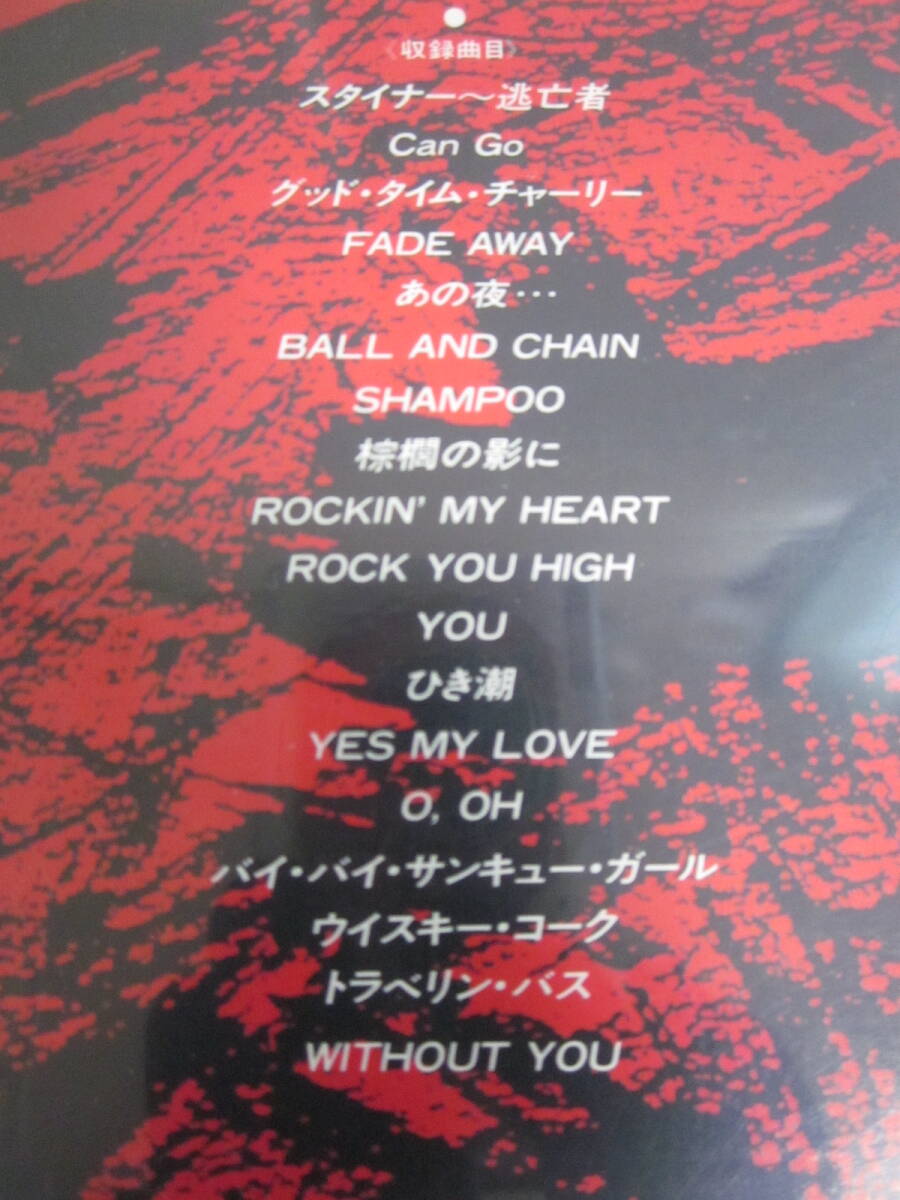 《収録曲目》
スタイナー〜逃亡者
Can Go
グッド・タイム・チャーリー
FADE AWAY
あの夜…
BALL AND CHAIN
SHAMPOO
棕櫚の影に
ROCKIN' MY HEART
ROCK YOU HIGH
YOU
ひき潮
YES MY LOVE
O, OH
バイ・バイ・サンキュー・ガール
ウイスキー・コーク
トラベリン・バス
WITHOUT YOU